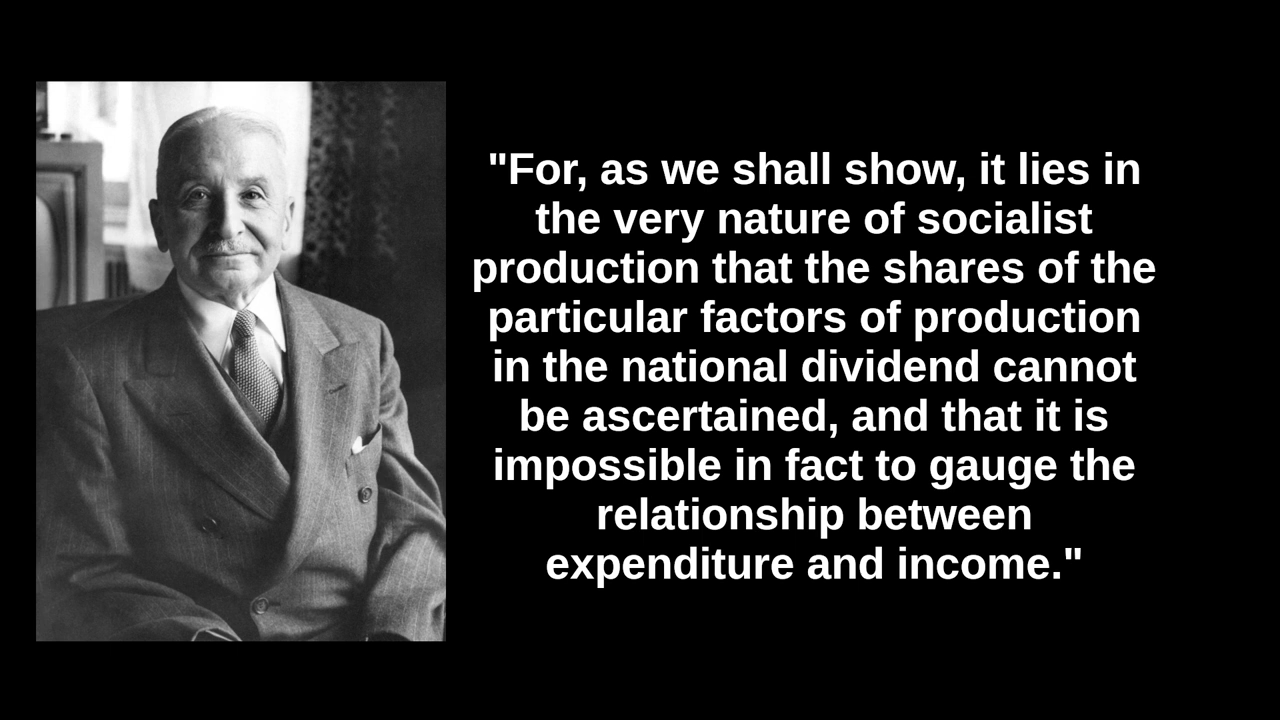 "For, as we shall show, it lies in
the very nature of socialist
production that the shares of the
particular factors of production
in the national dividend cannot
be ascertained, and that it is
impossible in fact to gauge the
relationship between
expenditure and income."